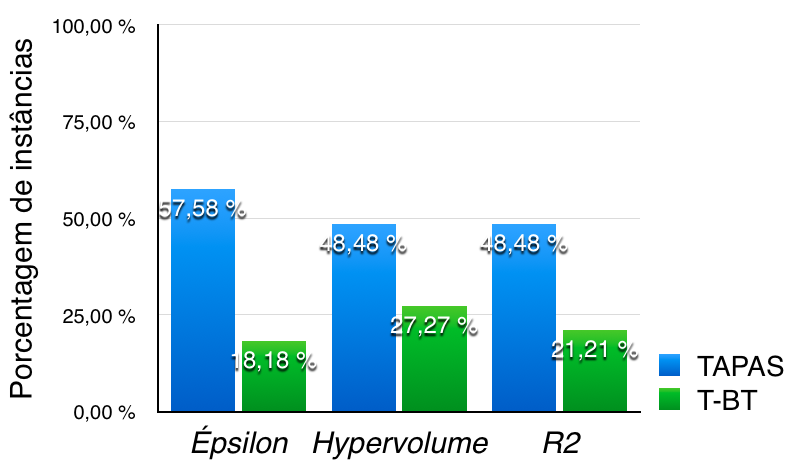 Porcentagem de instâncias
100,00 %
75,00 %
50,00 %
25,00 %
0,00 %
57,58 %
18,18 %
48,48 %
27,27 %
48,48 %
21,21 %
Épsilon
Hypervolume
R2
TAPAS
T-BT